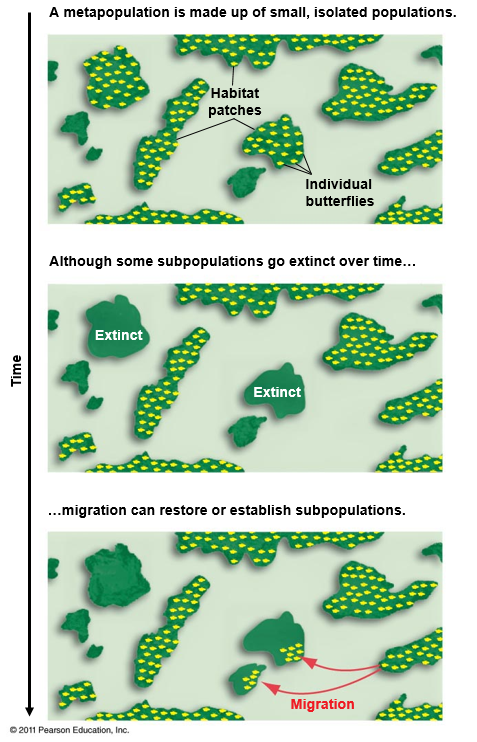 A metapopulation is made up of small, isolated populations.
Habitat
patches
Individual
butterflies
Although some subpopulations go extinct over time…
Extinct
Extinct
Time
…migration can restore or establish subpopulations.
Migration
© 2011 Pearson Education, Inc.